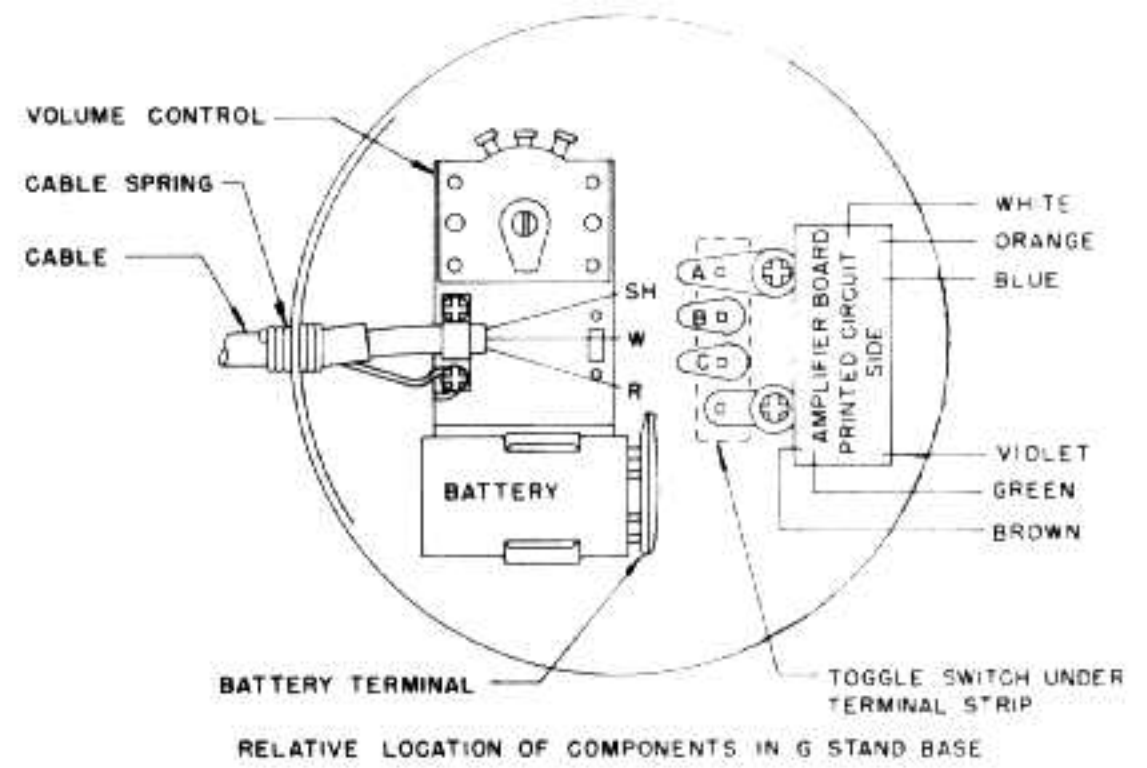 VOLUME CONTROL
CABLE SPRING
CABLE
SH
W
R
A
B
C
AMPLIFIER BOARD
PRINTED CIRCUIT
SIDE
WHITE
ORANGE
BLUE
VIOLET
GREEN
BROWN
BATTERY
BATTERY TERMINAL
TOGGLE SWITCH UNDER
TERMINAL STRIP
RELATIVE LOCATION OF COMPONENTS IN G STAND BASE